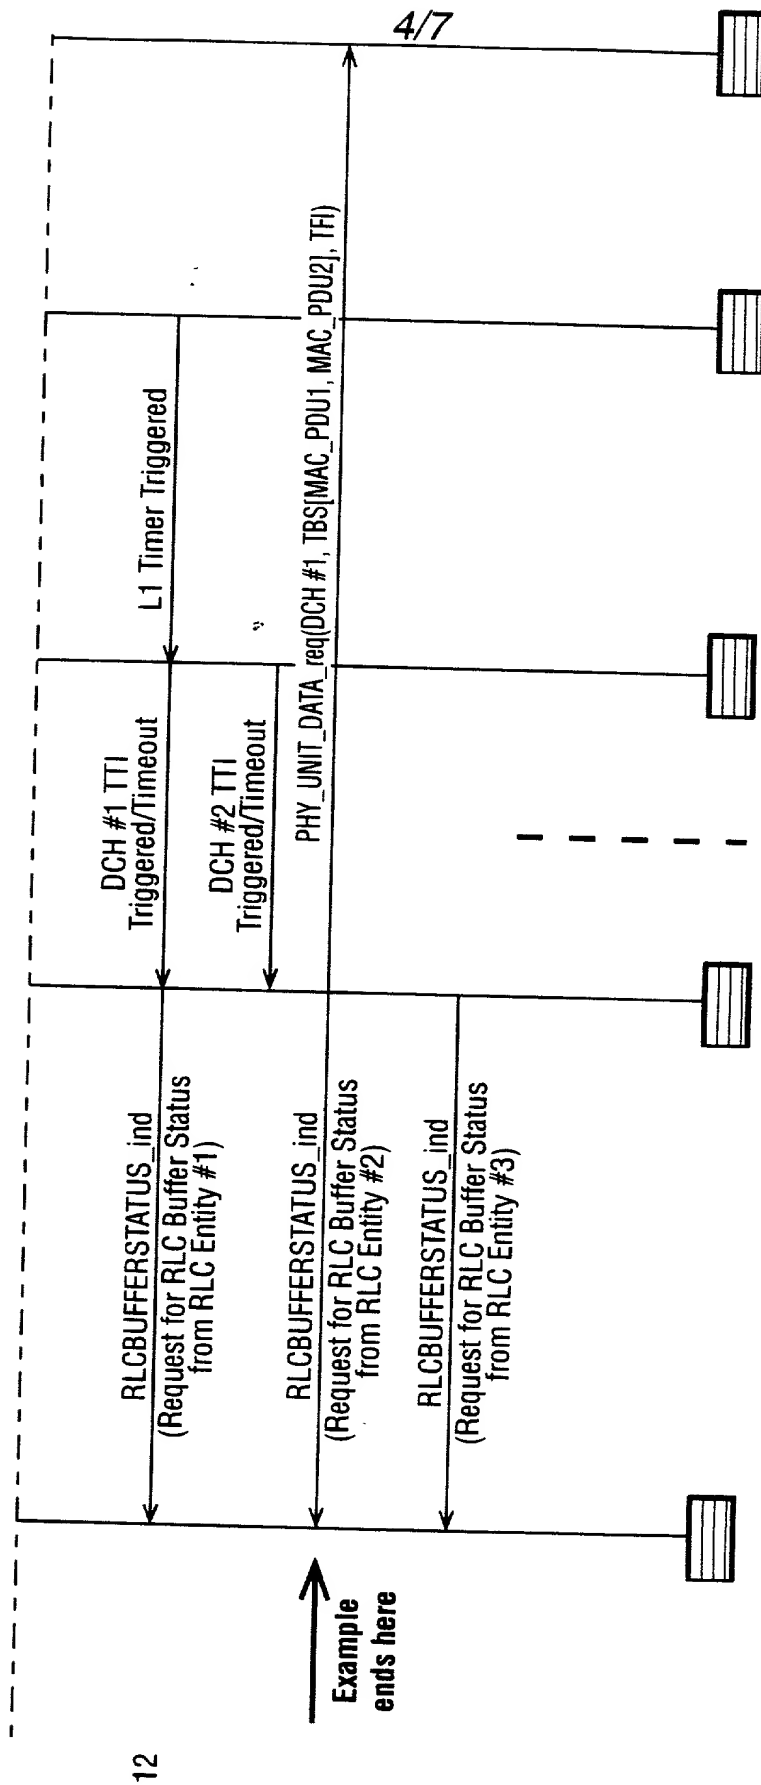 4/7
L1 Timer Triggered
DCH #1 TTI
Triggered/Timeout
DCH #2 TTI
Triggered/Timeout
PHY_UNIT_DATA_req(DCH #1, TBS[MAC_PDU1, MAC_PDU2], TFI)
RLCBUFFERSTATUS_ind
(Request for RLC Buffer Status
from RLC Entity #1)
RLCBUFFERSTATUS_ind
(Request for RLC Buffer Status
from RLC Entity #2)
RLCBUFFERSTATUS_ind
(Request for RLC Buffer Status
from RLC Entity #3)
Example
ends here
12